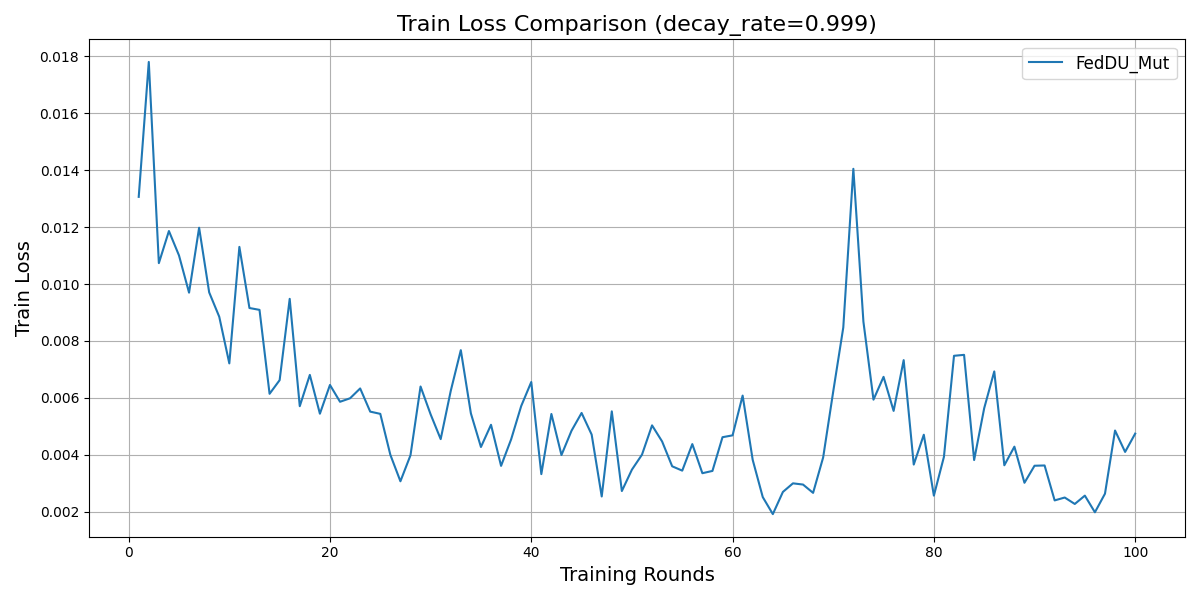 Train Loss Comparison (decay_rate=0.999)
FedDU_Mut
Train Loss
0.018
0.016
0.014
0.012
0.010
0.008
0.006
0.004
0.002
0 20 40 60 80 100
Training Rounds